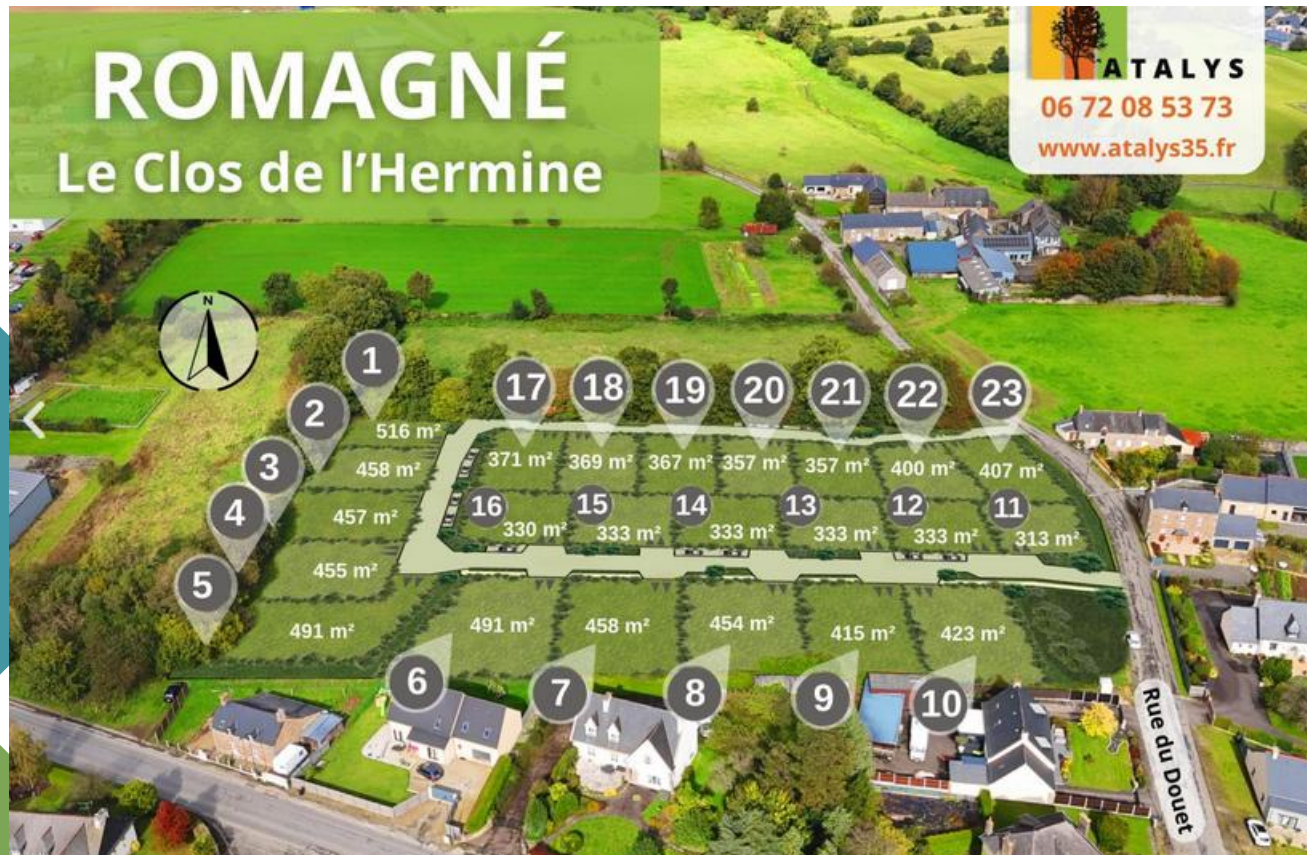 ROMAGNÉ
Le Clos de l'Hermine
ATALYS
06 72 08 53 73
www.atalys35.fr
N
1
2
3
4
5
17
18
19
20
21
22
23
516 m²
458 m²
457 m²
455 m²
491 m²
371 m²
369 m²
367 m²
357 m²
357 m²
400 m²
407 m²
16
15
14
13
12
11
330 m²
333 m²
333 m²
333 m²
333 m²
313 m²
491 m²
458 m²
454 m²
415 m²
423 m²
6
7
8
9
10
Rue du Douet